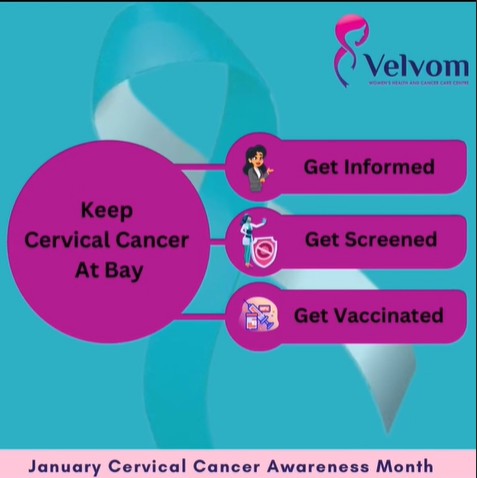 Velvom
WOMEN'S HEALTH AND CANCER CARE CENTRE
Keep
Cervical Cancer
At Bay
Get Informed
Get Screened
Get Vaccinated
January Cervical Cancer Awareness Month